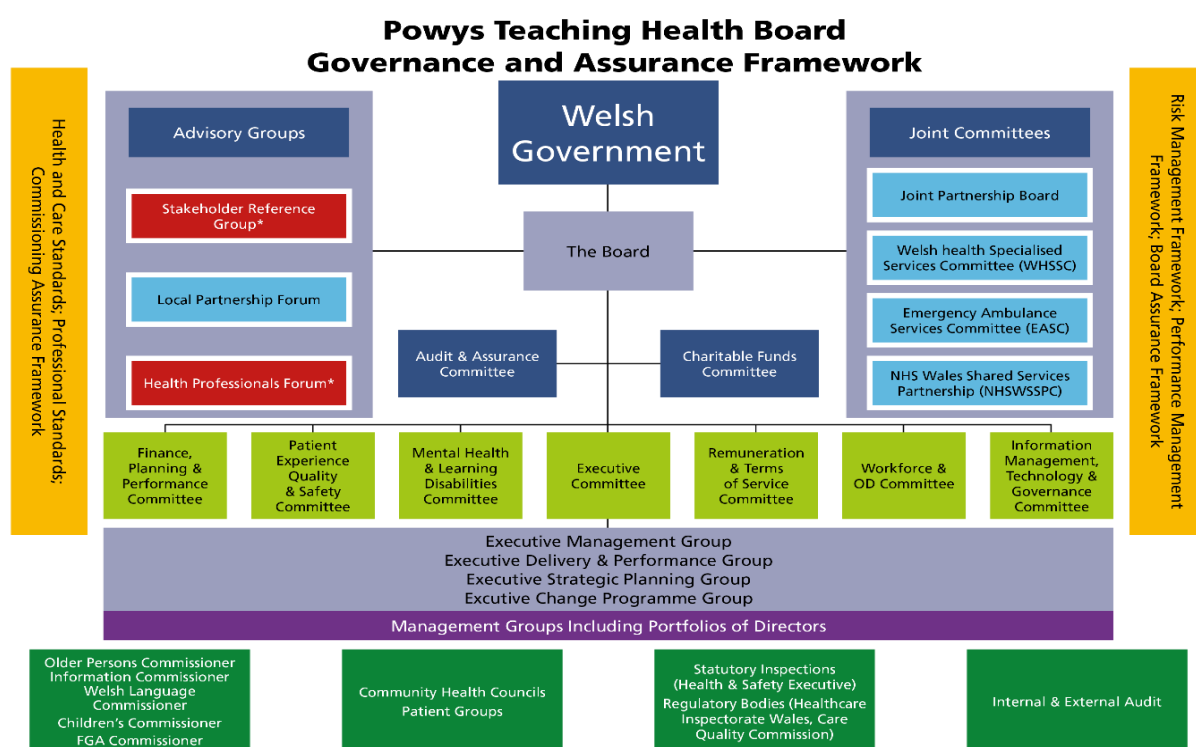 Powys Teaching Health Board
Governance and Assurance Framework
Health and Care Standards; Professional Standards;
Commissioning Assurance Framework
Advisory Groups
Stakeholder Reference
Group*
Local Partnership Forum
Health Professionals Forum*
Welsh
Government
The Board
Audit & Assurance
Committee
Charitable Funds
Committee
Joint Committees
Joint Partnership Board
Welsh health Specialised
Services Committee (WHSSC)
Emergency Ambulance
Services Committee (EASC)
NHS Wales Shared Services
Partnership (NHSWSSPC)
Risk Management Framework; Performance Management
Framework; Board Assurance Framework
Finance,
Planning &
Performance
Committee
Patient
Experience
Quality
& Safety
Committee
Mental Health
& Learning
Disabilities
Committee
Executive
Committee
Remuneration
& Terms
of Service
Committee
Workforce &
OD Committee
Information
Management,
Technology &
Governance
Committee
Executive Management Group
Executive Delivery & Performance Group
Executive Strategic Planning Group
Excutive Change Programme Group
Management Groups Including Portfolios of Directors
Older Persons Commissioner
Information Commissioner
Welsh Language
Commissioner
Children's Commissioner
FGA Commissioner
Community Health Councils
Patient Groups
Statutory Inspections
(Health & Safety Executive)
Regulatory Bodies (Healthcare
Inspectorate Wales, Care
Quality Commission)
Internal & External Audit